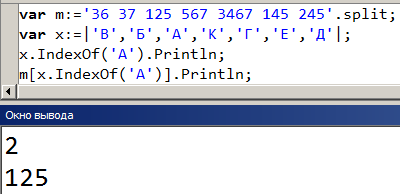 var m:='36 37 125 567 3467 145 245'.split;
var x:=|'В','Б','А','К','Г','Е','Д'|;
x.IndexOf('А').Println;
m[x.IndexOf('А')].Println;
Окно вывода
2
125